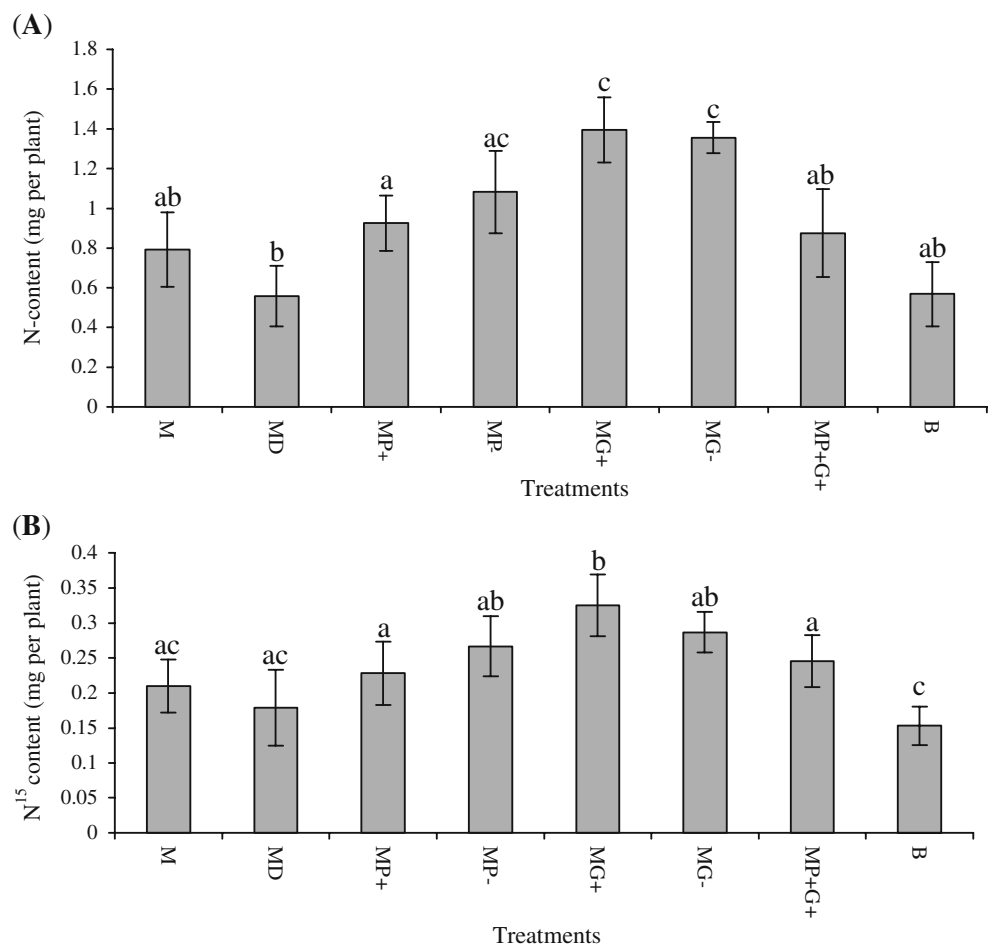 (A)
N-content (mg per plant)
1.8
1.6
1.4
1.2
1
0.8
0.6
0.4
0.2
0
ab
b
a
ac
c
c
ab
ab
M
MD
MP+
MP-
MG+
MG-
MP+G+
B
Treatments
(B)
N¹⁵ content (mg per plant)
0.4
0.35
0.3
0.25
0.2
0.15
0.1
0.05
0
ac
ac
a
ab
b
ab
a
c
M
MD
MP+
MP-
MG+
MG-
MP+G+
B
Treatments